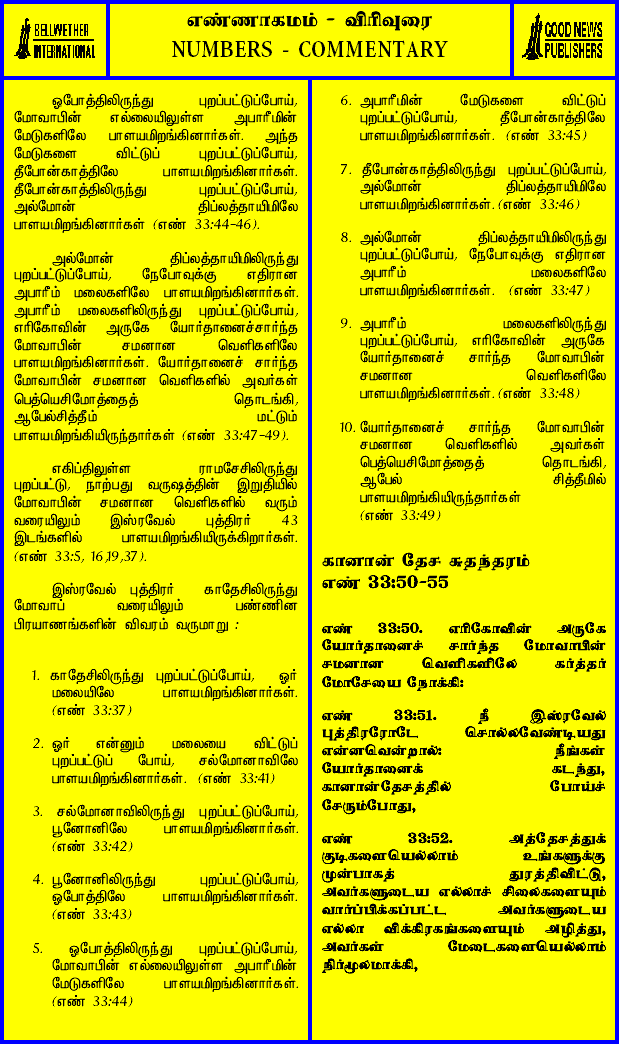 BELLWETHER
INTERNATIONAL
எண்ணாகமம் - விரிவுரை
NUMBERS - COMMENTARY
GOOD NEWS
PUBLISHERS
ஒபோத்திலிருந்து புறப்பட்டுப்போய்,
மோவாபின் எல்லையிலுள்ள அபாரீமின்
மேடுகளிலே பாளயமிறங்கினார்கள். அந்த
மேடுகளை விட்டுப் புறப்பட்டுப்போய்,
தீபோன்காத்திலே பாளயமிறங்கினார்கள்.
தீபோன்காத்திலிருந்து புறப்பட்டுப்போய்,
அல்மோன் திப்லத்தாயிமிலே
பாளயமிறங்கினார்கள் (எண் 33:44-46).
அல்மோன் திப்லத்தாயிமிலிருந்து
புறப்பட்டுப்போய், நேபோவுக்கு எதிரான
அபாரீம் மலைகளிலே பாளயமிறங்கினார்கள்.
அபாரீம் மலைகளிலிருந்து புறப்பட்டுப்போய்,
எரிகோவின் அருகே யோர்தானைச்சார்ந்த
மோவாபின் சமனான வெளிகளிலே
பாளயமிறங்கினார்கள். யோர்தானைச் சார்ந்த
மோவாபின் சமனான வெளிகளில் அவர்கள்
பெத்யெசிமோத்தைத் தொடங்கி,
ஆபேல்சித்தீம் மட்டும்
பாளயமிறங்கியிருந்தார்கள் (எண் 33:47-49).
எகிப்திலுள்ள ராமசேசிலிருந்து
புறப்பட்டு, நாற்பது வருஷத்தின் இறுதியில்
மோவாபின் சமனான வெளிகளில் வரும்
வரையிலும் இஸ்ரவேல் புத்திரர் 43
இடங்களில் பாளயமிறங்கியிருக்கிறார்கள்.
(எண் 33:5, 16,19,37).
இஸ்ரவேல் புத்திரர் காதேசிலிருந்து
மோவாப் வரையிலும் பண்ணின
பிரயாணங்களின் விவரம் வருமாறு :
1. காதேசிலிருந்து புறப்பட்டுப்போய், ஓர்
மலையிலே பாளயமிறங்கினார்கள்.
(எண் 33:37)
2. ஓர் என்னும் மலையை விட்டுப்
புறப்பட்டுப் போய், சல்மோனாவிலே
பாளயமிறங்கினார்கள். (எண் 33:41)
3. சல்மோனாவிலிருந்து புறப்பட்டுப்போய்,
பூனோனிலே பாளயமிறங்கினார்கள்.
(எண் 33:42)
4. பூனோனிலிருந்து புறப்பட்டுப்போய்,
ஒபோத்திலே பாளயமிறங்கினார்கள்.
(எண் 33:43)
5. ஒபோத்திலிருந்து புறப்பட்டுப்போய்,
மோவாபின் எல்லையிலுள்ள அபாரீமின்
மேடுகளிலே பாளயமிறங்கினார்கள்.
(எண் 33:44)
6. அபாரீமின் மேடுகளை விட்டுப்
புறப்பட்டுப்போய், தீபோன்காத்திலே
பாளயமிறங்கினார்கள். (எண் 33:45)
7. தீபோன்காத்திலிருந்து புறப்பட்டுப்போய்,
அல்மோன் திப்லத்தாயிமிலே
பாளயமிறங்கினார்கள். (எண் 33:46)
8. அல்மோன் திப்லத்தாயிமிலிருந்து
புறப்பட்டுப்போய், நேபோவுக்கு எதிரான
அபாரீம் மலைகளிலே
பாளயமிறங்கினார்கள். (எண் 33:47)
9. அபாரீம் மலைகளிலிருந்து
புறப்பட்டுப்போய், எரிகோவின் அருகே
யோர்தானைச் சார்ந்த மோவாபின்
சமனான வெளிகளிலே
பாளயமிறங்கினார்கள். (எண் 33:48)
10. யோர்தானைச் சார்ந்த மோவாபின்
சமனான வெளிகளில் அவர்கள்
பெத்யெசிமோத்தைத் தொடங்கி,
ஆபேல் சித்தீமில்
பாளயமிறங்கியிருந்தார்கள்
(எண் 33:49)
கானான் தேச சுதந்தரம்
எண் 33:50-55
எண் 33:50. எரிகோவின் அருகே
யோர்தானைச் சார்ந்த மோவாபின்
சமனான வெளிகளிலே கர்த்தர்
மோசேயை நோக்கி:
எண் 33:51. நீ இஸ்ரவேல்
புத்திரரோடே சொல்லவேண்டியது
என்னவென்றால்: நீங்கள்
யோர்தானைக் கடந்து,
கானான்தேசத்தில் போய்ச்
சேரும்போது,
எண் 33:52. அத்தேசத்துக்
குடிகளையெல்லாம் உங்களுக்கு
முன்பாகத் துரத்திவிட்டு,
அவர்களுடைய எல்லாச் சிலைகளையும்
வார்ப்பிக்கப்பட்ட அவர்களுடைய
எல்லா விக்கிரகங்களையும் அழித்து,
அவர்கள் மேடைகளையெல்லாம்
நிர்மூலமாக்கி,